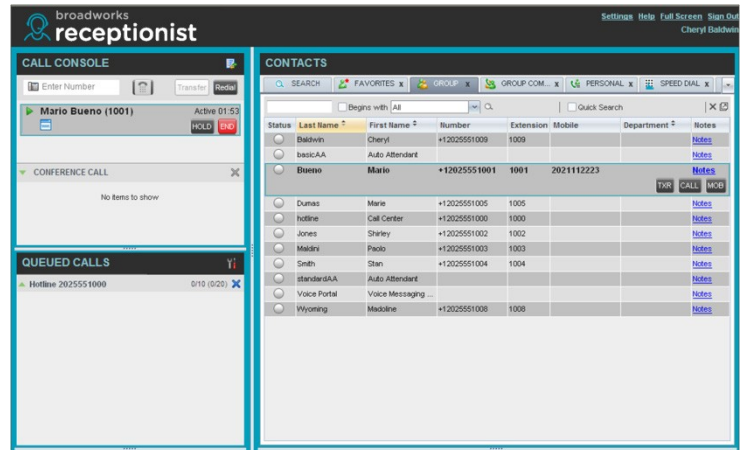 broadworks
receptionist
Settings Help Full Screen Sign Out
Cheryl Baldwin
CALL CONSOLE
Enter Number Transfer Redial
Mario Bueno (1001) Active 01:53
HOLD END
CONFERENCE CALL
No items to show
QUEUED CALLS
Hotline 2025551000 0/10 (0/20)
CONTACTS
SEARCH FAVORITES x GROUP x GROUP COM... x PERSONAL x SPEED DIAL x
Begins with All Quick Search
Status Last Name First Name Number Extension Mobile Department Notes
Baldwin Cheryl +12025551009 1009 Notes
basicAA Auto Attendant Notes
Bueno Mario +12025551001 1001 2021112223 Notes
TXR CALL MOB
Dumas Marie +12025551005 1005 Notes
hotline Call Center +12025551000 1000 Notes
Jones Shirley +12025551002 1002 Notes
Maldini Paolo +12025551003 1003 Notes
Smith Stan +12025551004 1004 Notes
standardAA Auto Attendant Notes
Voice Portal Voice Messaging ... Notes
Wyoming Madoline +12025551008 1008 Notes